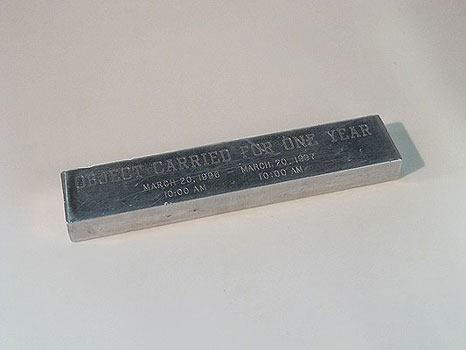 OBJECT CARRIED FOR ONE YEAR
MARCH. 20, 1996 MARCH. 20, 1997
10:00 AM 10:00 AM